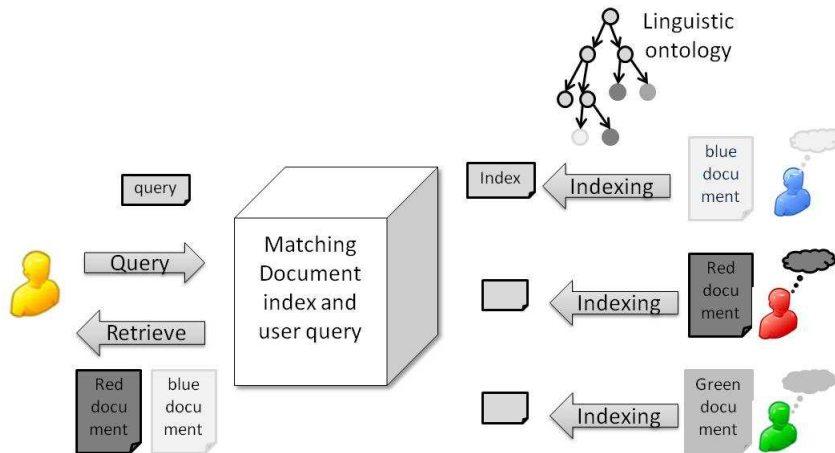 Linguistic
ontology
query
Query
Retrieve
Red
docu
ment
blue
docu
ment
Matching
Document
index and
user query
Index
Indexing
blue
docu
ment
Indexing
Red
docu
ment
Indexing
Green
docu
ment